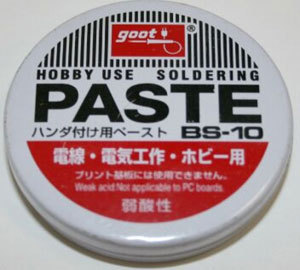 goot
HOBBY USE SOLDERING
PASTE
ハンダ付け用ペースト BS-10
電線・電気工作・ホビー用
プリント基板には使用できません。
Weak acid:Not applicable to PC boards.
弱酸性